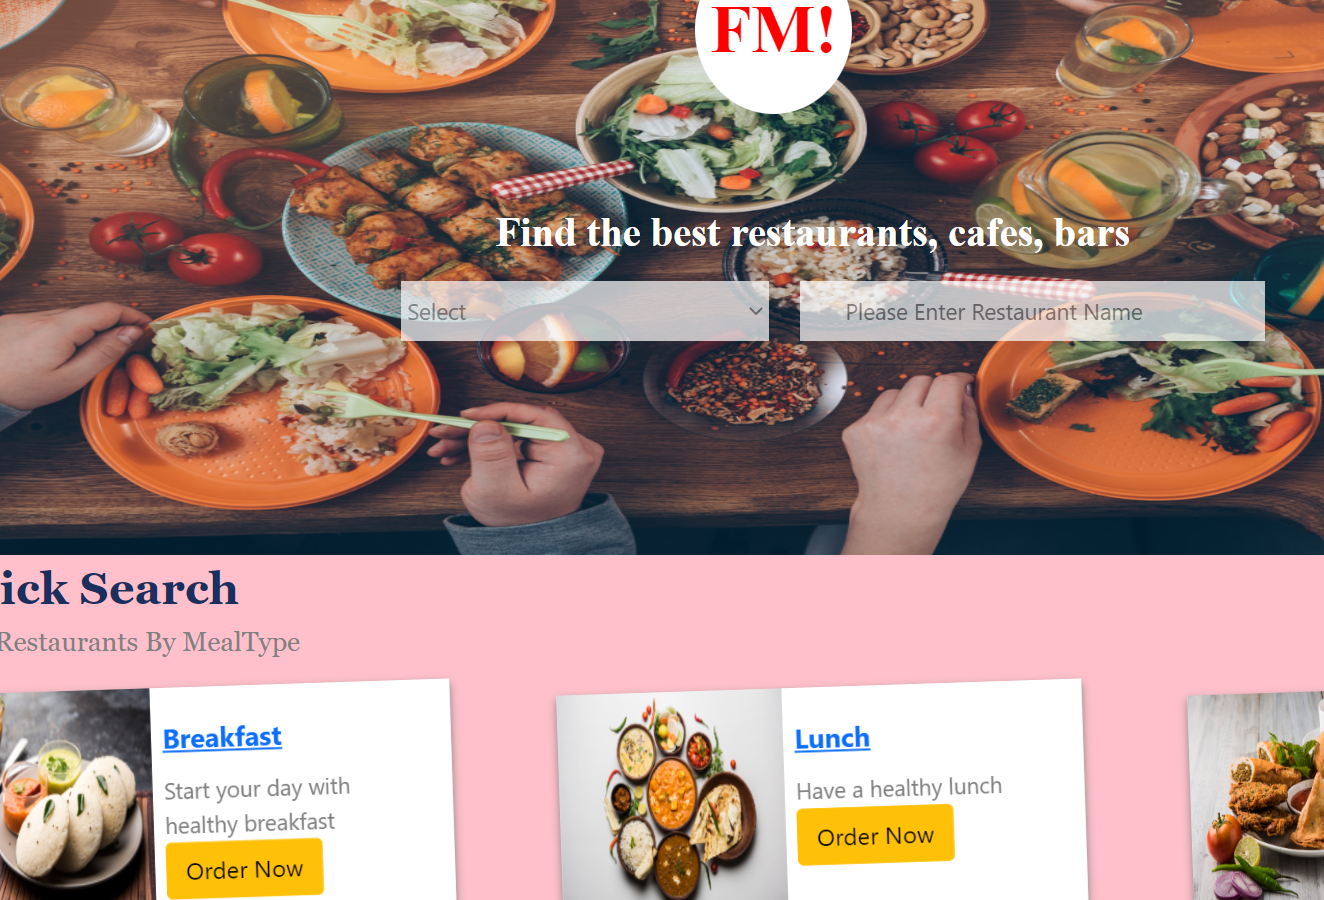 FM!
Find the best restaurants, cafes, bars
Select
Please Enter Restaurant Name
ick Search
Restaurants By MealType
Breakfast
Start your day with
healthy breakfast
Order Now
Lunch
Have a healthy lunch
Order Now